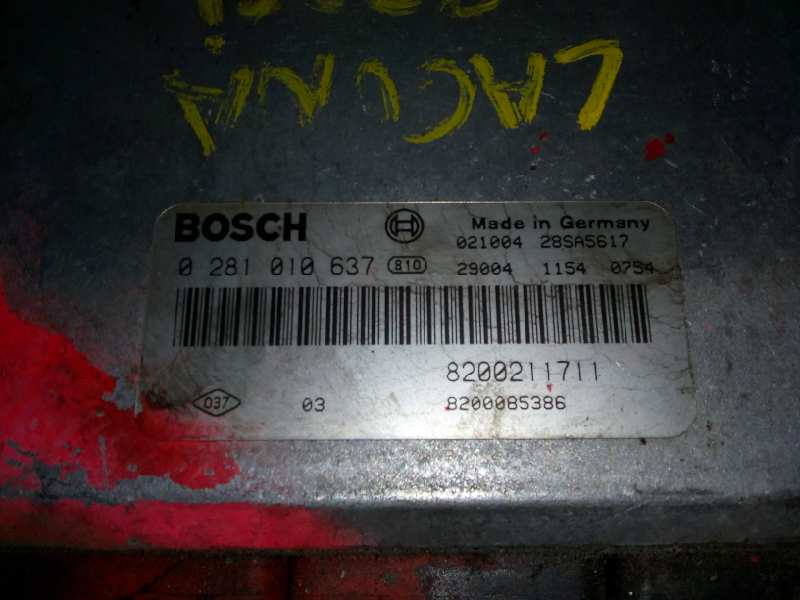 LAGUNA
BOSCH Made in Germany
021004 28SA5617
0 281 010 637 810 29004 1154 0754
8200211711
037 03 8200085386